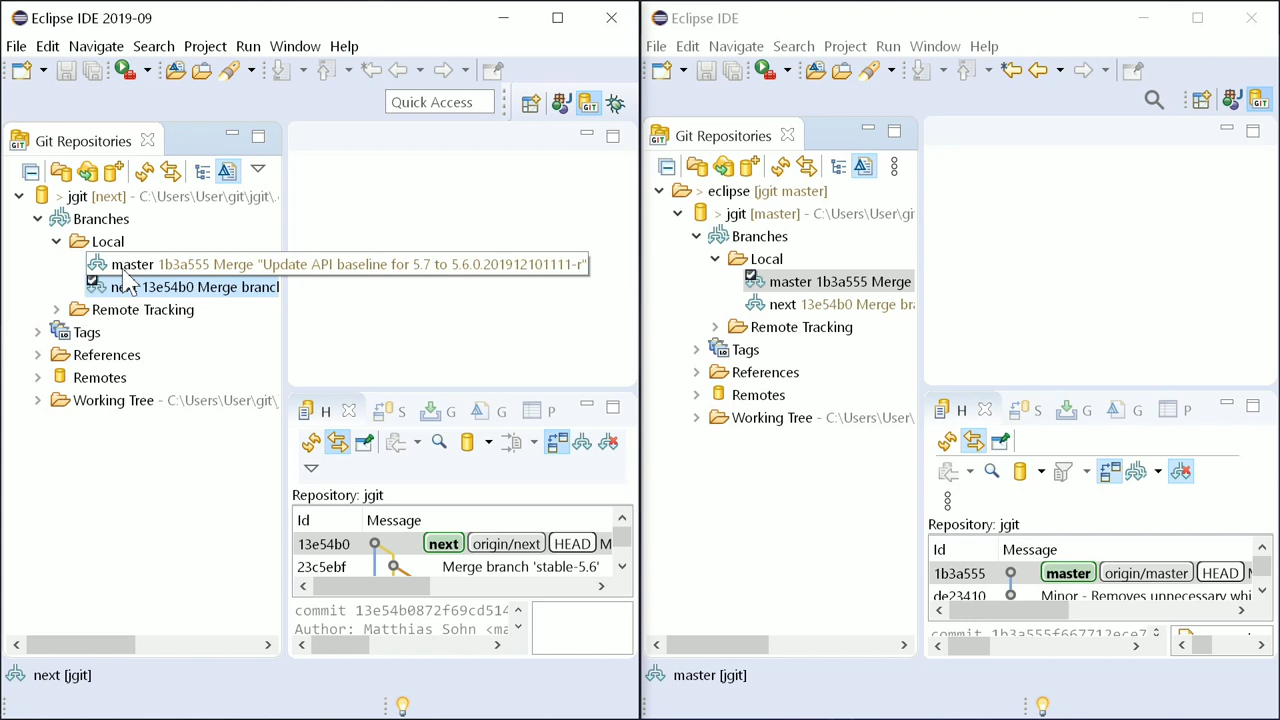 Eclipse IDE 2019-09
File Edit Navigate Search Project Run Window Help
Quick Access
Git Repositories
> jgit [next] - C:\Users\User\git\jgit\.
Branches
Local
master 1b3a555 Merge "Update API baseline for 5.7 to 5.6.0.201912101111-r"
13e54b0 Merge branch
Remote Tracking
Tags
References
Remotes
Working Tree - C:\Users\User\git\
H S G G P
Repository: jgit
Id Message
13e54b0 next origin/next HEAD M
23c5ebf Merge branch 'stable-5.6'
commit 13e54b0872f69cd514
Author: Matthias Sohn <ma
next [jgit]
Eclipse IDE
File Edit Navigate Search Project Run Window Help
Git Repositories
> eclipse [jgit master]
> jgit [master] - C:\Users\User\gi
Branches
Local
master 1b3a555 Merge
next 13e54b0 Merge br
Remote Tracking
Tags
References
Remotes
Working Tree - C:\Users\User\
H S G G P
Repository: jgit
Id Message
1b3a555 master origin/master HEAD
de23410 Minor - Removes unnecessary whi
commit 1b3a555f667712ece7
master [jgit]